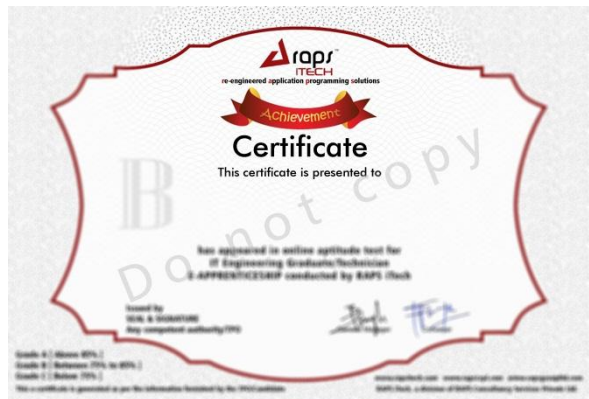 raps
iTECH
re-engineered application programming solutions
Achievement
Certificate
This certificate is presented to
B
Do not copy
has appeared in online aptitude test for
IT Engineering Graduate/Technician
E-APPRENTICESHIP conducted by RAPS iTech
Issued by
SEAL & SIGNATURE
Any competent authority/TPO
Grade A [ Above 85% ]
Grade B [ Between 75% to 85% ]
Grade C [ Below 75% ]